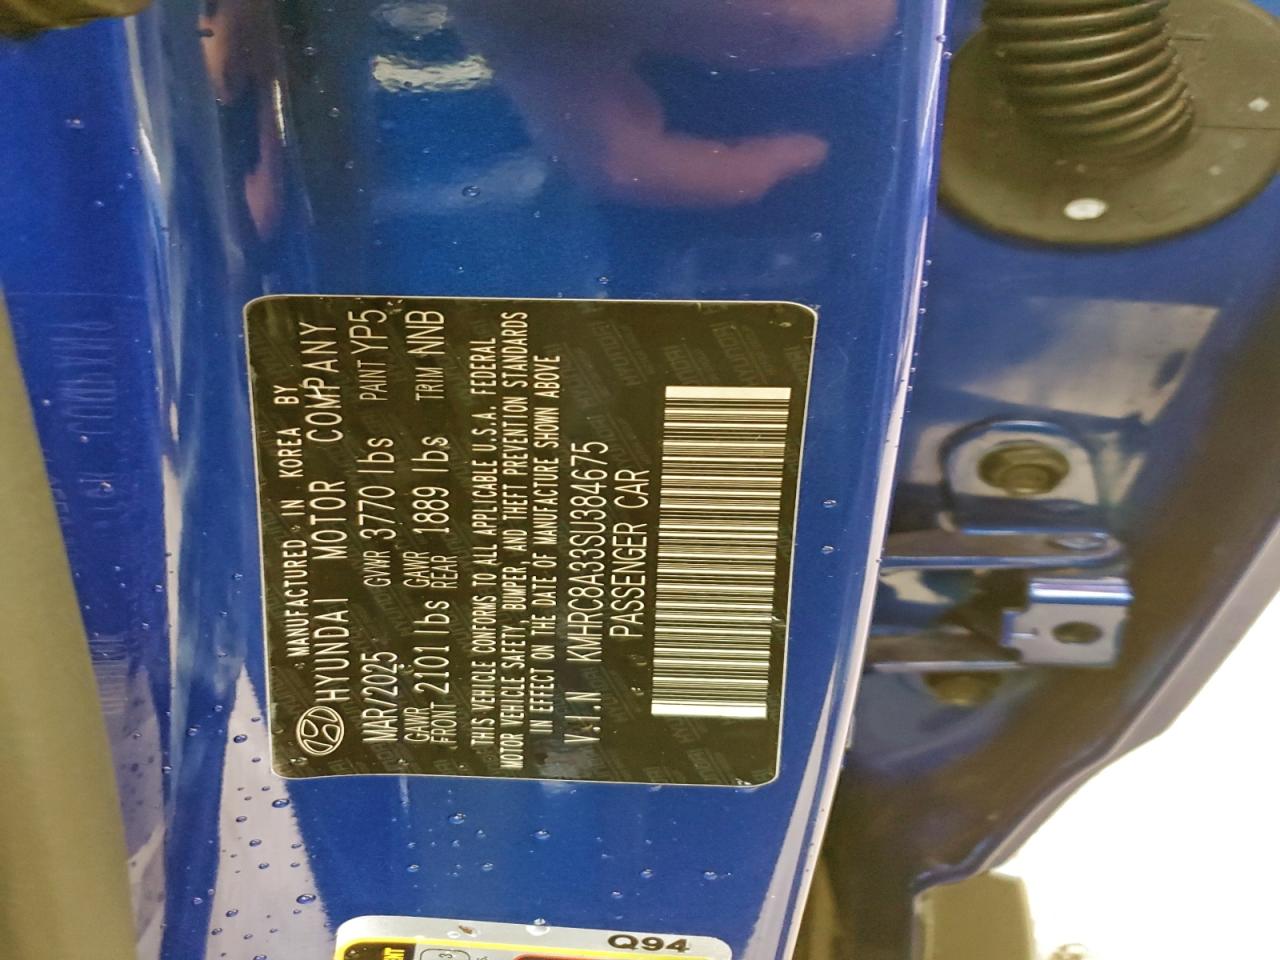 MANUFACTURED IN KOREA BY
HYUNDAI MOTOR COMPANY
MAR/2025 GVWR 3770 lbs PAINT YP5
GAWR FRONT 2101 lbs GAWR REAR 1889 lbs TRIM NNB
THIS VEHICLE CONFORMS TO ALL APPLICABLE U.S.A. FEDERAL
MOTOR VEHICLE SAFETY, BUMPER, AND THEFT PREVENTION STANDARDS
IN EFFECT ON THE DATE OF MANUFACTURE SHOWN ABOVE
V.I.N KMHRC8A33SU384675
PASSENGER CAR
Q94